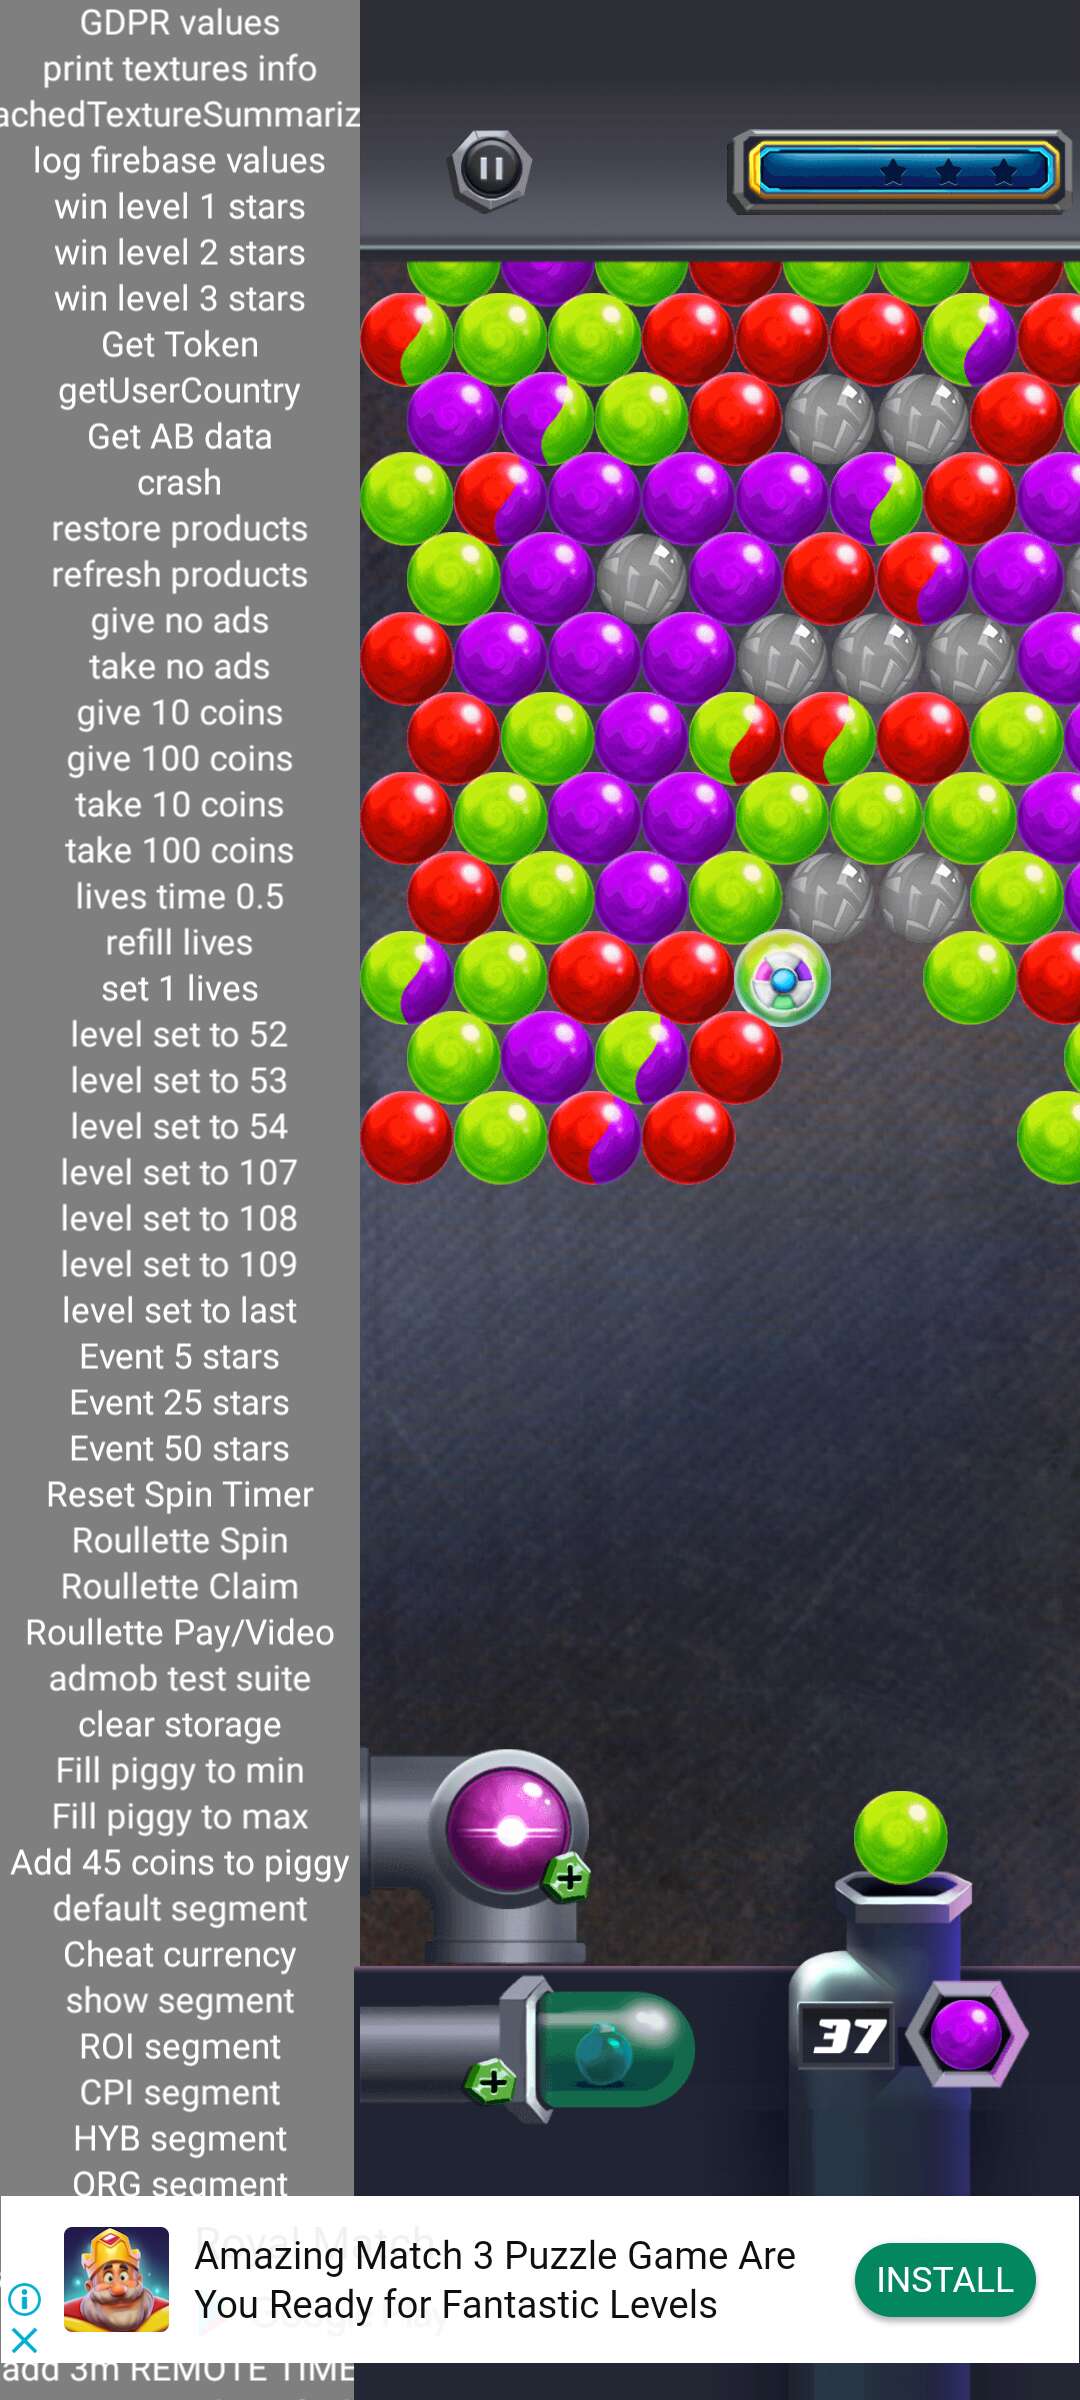 GDPR values
print textures info
achedTextureSummariz
log firebase values
win level 1 stars
win level 2 stars
win level 3 stars
Get Token
getUserCountry
Get AB data
crash
restore products
refresh products
give no ads
take no ads
give 10 coins
give 100 coins
take 10 coins
take 100 coins
lives time 0.5
refill lives
set 1 lives
level set to 52
level set to 53
level set to 54
level set to 107
level set to 108
level set to 109
level set to last
Event 5 stars
Event 25 stars
Event 50 stars
Reset Spin Timer
Roullette Spin
Roullette Claim
Roullette Pay/Video
admob test suite
clear storage
Fill piggy to min
Fill piggy to max
Add 45 coins to piggy
default segment
Cheat currency
show segment
ROI segment
CPI segment
HYB segment
ORG segment
37
Royal Match
Amazing Match 3 Puzzle Game Are
You Ready for Fantastic Levels
INSTALL
add 3m REMOTE TIME